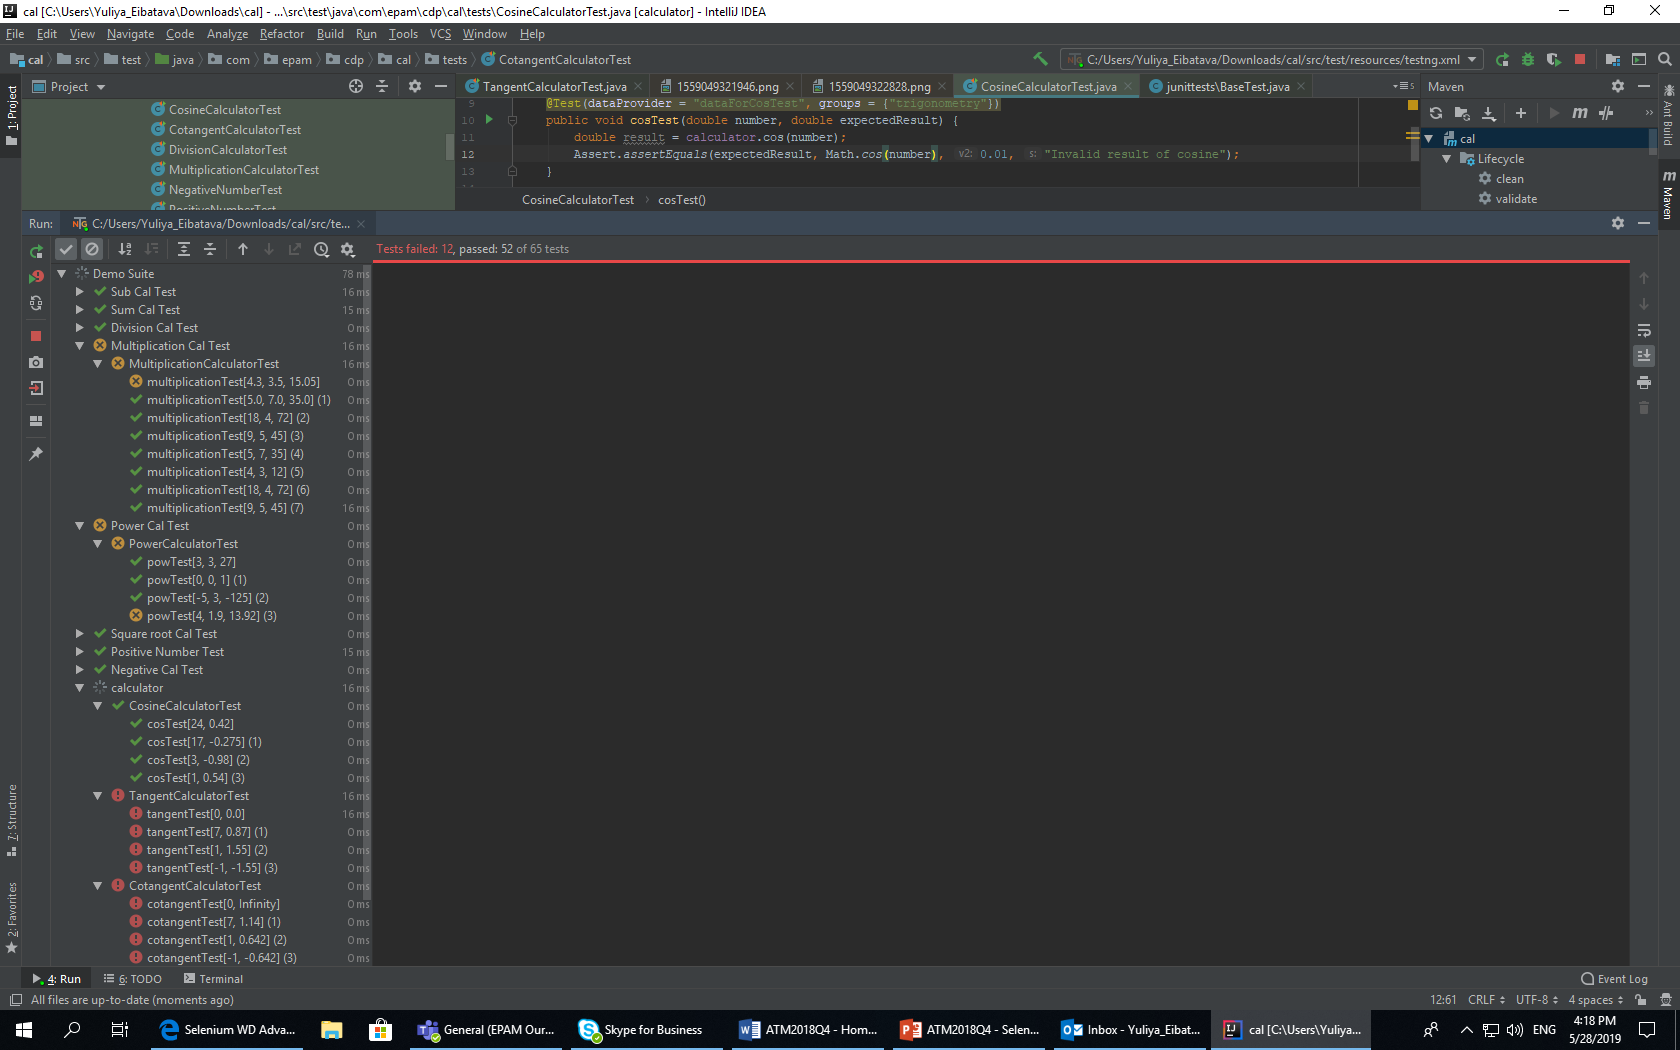 cal [C:\Users\Yuliya_Eibatava\Downloads\cal] - ...\src\test\java\com\epam\cdp\cal\tests\CosineCalculatorTest.java [calculator] - IntelliJ IDEA
File Edit View Navigate Code Analyze Refactor Build Run Tools VCS Window Help
cal src test java com epam cdp cal tests CotangentCalculatorTest C:/Users/Yuliya_Eibatava/Downloads/cal/src/test/resources/testng.xml
Project TangentCalculatorTest.java 1559049321946.png 1559049322828.png CosineCalculatorTest.java junittests\BaseTest.java Maven
1: Project
Ant Build
Maven
CosineCalculatorTest
CotangentCalculatorTest
DivisionCalculatorTest
MultiplicationCalculatorTest
NegativeNumberTest
PositiveNumberTest
9 @Test(dataProvider = "dataForCosTest", groups = {"trigonometry"})
10 public void cosTest(double number, double expectedResult) {
11 double result = calculator.cos(number);
12 Assert.assertEquals(expectedResult, Math.cos(number), v2: 0.01, s: "Invalid result of cosine");
13 }
CosineCalculatorTest > cosTest()
cal
Lifecycle
clean
validate
Run: C:/Users/Yuliya_Eibatava/Downloads/cal/src/te...
Tests failed: 12, passed: 52 of 65 tests
Demo Suite 78 ms
Sub Cal Test 16 ms
Sum Cal Test 15 ms
Division Cal Test 0 ms
Multiplication Cal Test 16 ms
MultiplicationCalculatorTest 16 ms
multiplicationTest[4.3, 3.5, 15.05] 0 ms
multiplicationTest[5.0, 7.0, 35.0] (1) 0 ms
multiplicationTest[18, 4, 72] (2) 0 ms
multiplicationTest[9, 5, 45] (3) 0 ms
multiplicationTest[5, 7, 35] (4) 0 ms
multiplicationTest[4, 3, 12] (5) 0 ms
multiplicationTest[18, 4, 72] (6) 0 ms
multiplicationTest[9, 5, 45] (7) 16 ms
Power Cal Test 0 ms
PowerCalculatorTest 0 ms
powTest[3, 3, 27] 0 ms
powTest[0, 0, 1] (1) 0 ms
powTest[-5, 3, -125] (2) 0 ms
powTest[4, 1.9, 13.92] (3) 0 ms
Square root Cal Test 0 ms
Positive Number Test 15 ms
Negative Cal Test 0 ms
calculator 16 ms
CosineCalculatorTest 0 ms
cosTest[24, 0.42] 0 ms
cosTest[17, -0.275] (1) 0 ms
cosTest[3, -0.98] (2) 0 ms
cosTest[1, 0.54] (3) 0 ms
TangentCalculatorTest 16 ms
tangentTest[0, 0.0] 16 ms
tangentTest[7, 0.87] (1) 0 ms
tangentTest[1, 1.55] (2) 0 ms
tangentTest[-1, -1.55] (3) 0 ms
CotangentCalculatorTest 0 ms
cotangentTest[0, Infinity] 0 ms
cotangentTest[7, 1.14] (1) 0 ms
cotangentTest[1, 0.642] (2) 0 ms
cotangentTest[-1, -0.642] (3) 0 ms
7: Structure
2: Favorites
4: Run 6: TODO Terminal Event Log
All files are up-to-date (moments ago) 12:61 CRLF UTF-8 4 spaces
Selenium WD Adva... General (EPAM Our... Skype for Business ATM2018Q4 - Hom... ATM2018Q4 - Selen... Inbox - Yuliya_Eibat... cal [C:\Users\Yuliya... ENG 4:18 PM
5/28/2019